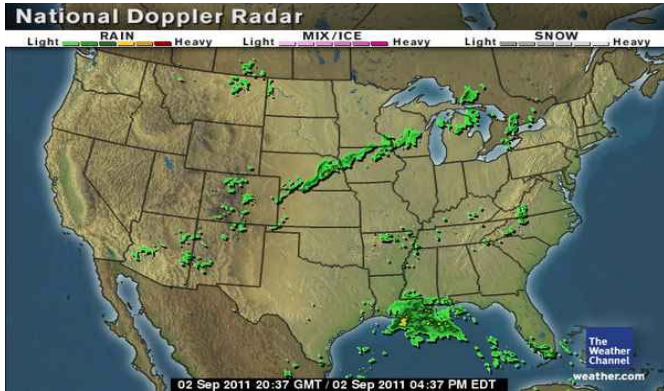 National Doppler Radar
RAIN MIX/ICE SNOW
Light Heavy Light Heavy Light Heavy
The
Weather
Channel
weather.com
02 Sep 2011 20:37 GMT / 02 Sep 2011 04:37 PM EDT